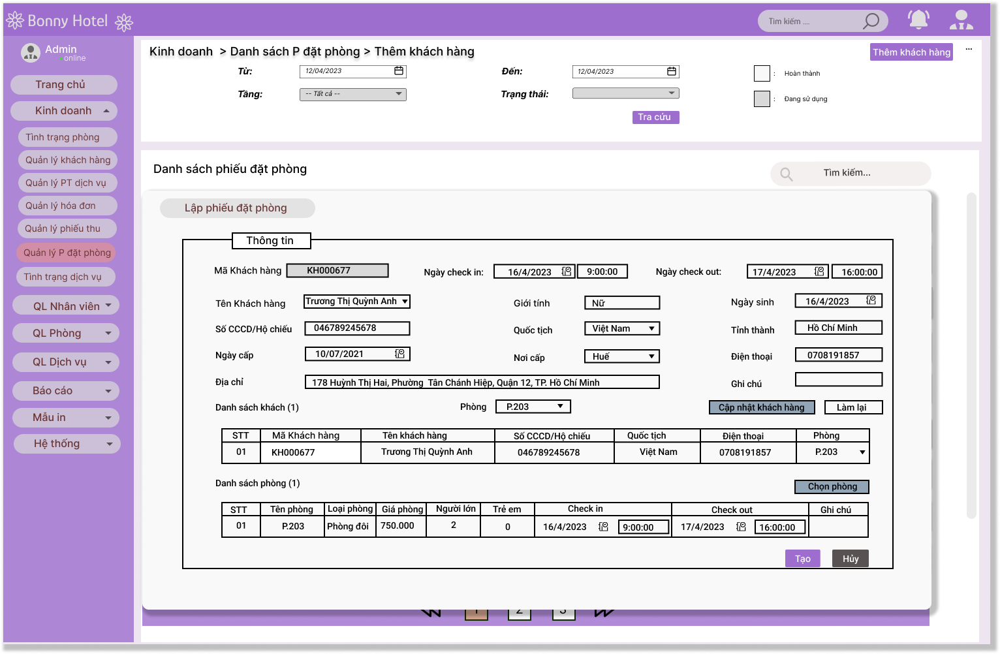 Bonny Hotel
Tìm kiếm ....
Admin
online
Trang chủ
Kinh doanh
Tình trạng phòng
Quản lý khách hàng
Quản lý PT dịch vụ
Quản lý hóa đơn
Quản lý phiếu thu
Quản lý P đặt phòng
Tình trạng dịch vụ
QL Nhân viên
QL Phòng
QL Dịch vụ
Báo cáo
Mẫu in
Hệ thống
Kinh doanh > Danh sách P đặt phòng > Thêm khách hàng
Thêm khách hàng ...
Từ: 12/04/2023 Đến: 12/04/2023 : Hoàn thành
Tầng: -- Tất cả -- Trạng thái: : Đang sử dụng
Tra cứu
Danh sách phiếu đặt phòng
Tìm kiếm...
Lập phiếu đặt phòng
Thông tin
Mã Khách hàng KH000677 Ngày check in: 16/4/2023 9:00:00 Ngày check out: 17/4/2023 16:00:00
Tên Khách hàng Trương Thị Quỳnh Anh Giới tính Nữ Ngày sinh 16/4/2023
Số CCCD/Hộ chiếu 046789245678 Quốc tịch Việt Nam Tỉnh thành Hồ Chí Minh
Ngày cấp 10/07/2021 Nơi cấp Huế Điện thoại 0708191857
Địa chỉ 178 Huỳnh Thị Hai, Phường Tân Chánh Hiệp, Quận 12, TP. Hồ Chí Minh Ghi chú
Danh sách khách (1) Phòng P.203 Cập nhật khách hàng Làm lại
STT Mã Khách hàng Tên khách hàng Số CCCD/Hộ chiếu Quốc tịch Điện thoại Phòng
01 KH000677 Trương Thị Quỳnh Anh 046789245678 Việt Nam 0708191857 P.203
Danh sách phòng (1) Chọn phòng
STT Tên phòng Loại phòng Giá phòng Người lớn Trẻ em Check in Check out Ghi chú
01 P.203 Phòng đôi 750.000 2 0 16/4/2023 9:00:00 17/4/2023 16:00:00
Tạo Hủy
1 2 3